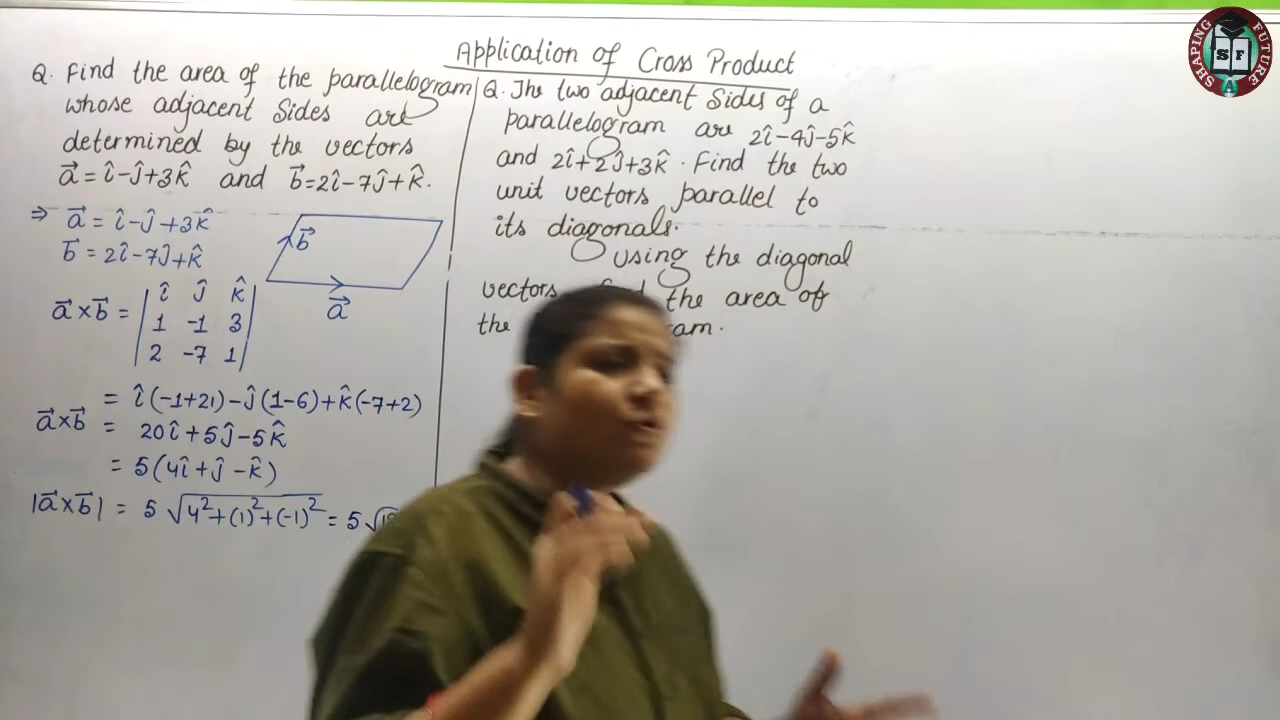 Application of Cross Product
Q. Find the area of the parallelogram
whose adjacent sides are
determined by the vectors
a⃗ = î-ĵ+3k̂ and b⃗=2î-7ĵ+k̂.
⇒ a⃗ = î-ĵ+3k̂
b⃗ = 2î-7ĵ+k̂
b⃗
a⃗
a⃗×b⃗ = | î ĵ k̂ |
| 1 -1 3 |
| 2 -7 1 |
= î(-1+21)-ĵ(1-6)+k̂(-7+2)
a⃗×b⃗ = 20î+5ĵ-5k̂
= 5(4î+ĵ-k̂)
|a⃗×b⃗| = 5 √4²+(1)²+(-1)² = 5√
Q. The two adjacent sides of a
parallelogram are 2î-4ĵ-5k̂
and 2î+2ĵ+3k̂. Find the two
unit vectors parallel to
its diagonals.
Using the diagonal
vectors, the area of
the am.
SHAPING FUTURE
S F
A